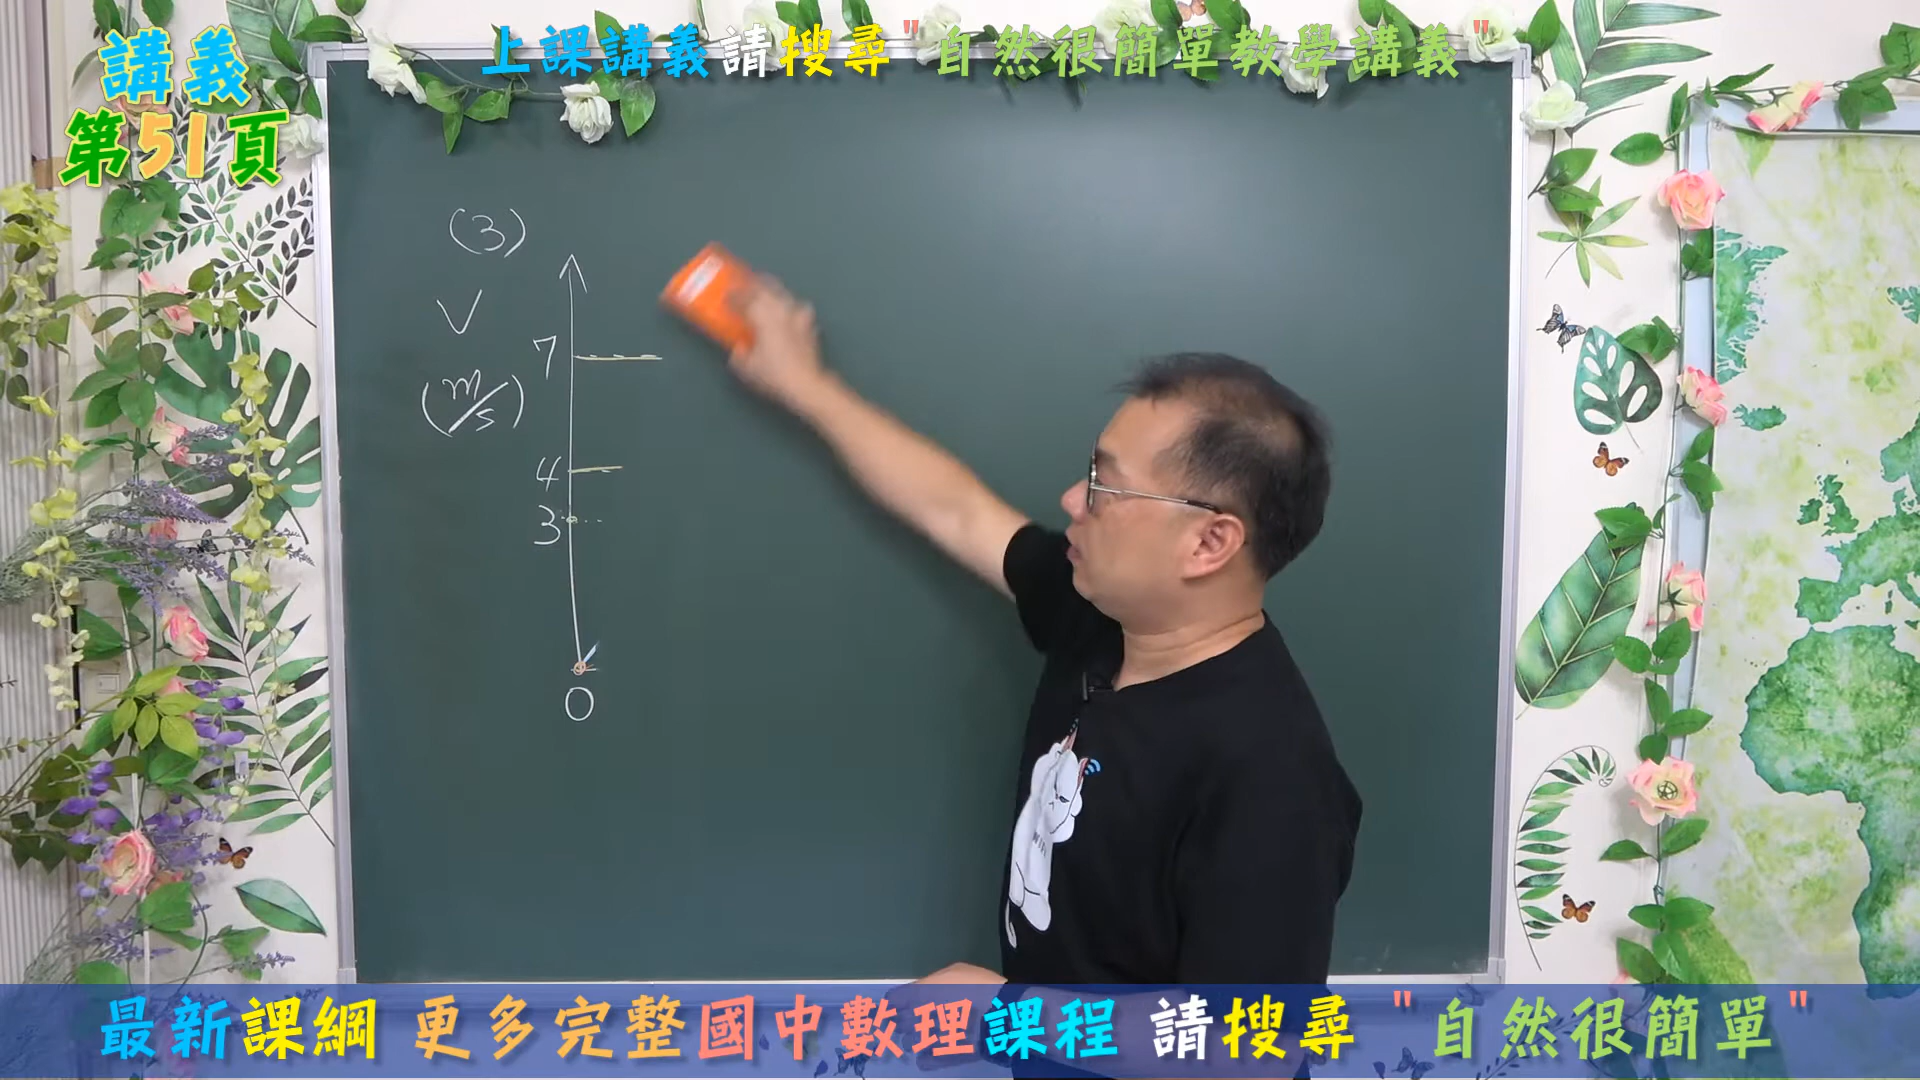 上課講義請搜尋"自然很簡單教學講義"
講義
第51頁
(3)
V
7
(m/s)
4
3
0
最新課綱 更多完整國中數理課程 請搜尋 "自然很簡單"